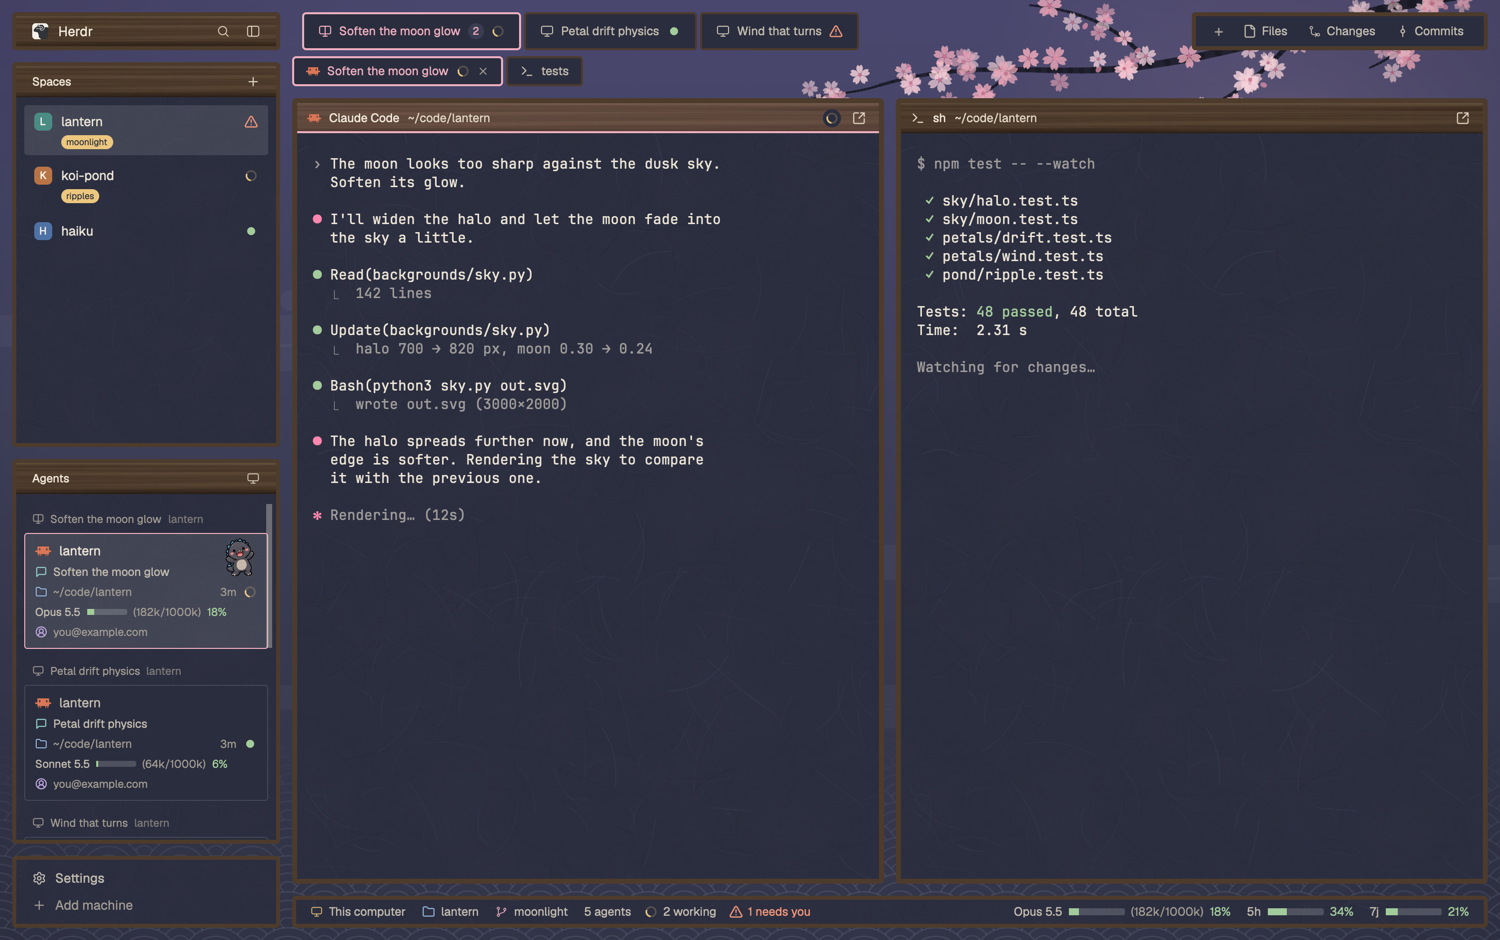 Herdr
Soften the moon glow 2
Petal drift physics
Wind that turns
+ Files Changes Commits
Spaces +
L lantern
moonlight
K koi-pond
ripples
H haiku
Soften the moon glow ×
tests
Claude Code ~/code/lantern
› The moon looks too sharp against the dusk sky.
Soften its glow.
● I'll widen the halo and let the moon fade into
the sky a little.
● Read(backgrounds/sky.py)
└ 142 lines
● Update(backgrounds/sky.py)
└ halo 700 → 820 px, moon 0.30 → 0.24
● Bash(python3 sky.py out.svg)
└ wrote out.svg (3000×2000)
● The halo spreads further now, and the moon's
edge is softer. Rendering the sky to compare
it with the previous one.
✻ Rendering… (12s)
sh ~/code/lantern
$ npm test -- --watch
✓ sky/halo.test.ts
✓ sky/moon.test.ts
✓ petals/drift.test.ts
✓ petals/wind.test.ts
✓ pond/ripple.test.ts
Tests: 48 passed, 48 total
Time: 2.31 s
Watching for changes…
Agents
Soften the moon glow lantern
lantern
Soften the moon glow
~/code/lantern 3m
Opus 5.5 (182k/1000k) 18%
you@example.com
Petal drift physics lantern
lantern
Petal drift physics
~/code/lantern 3m
Sonnet 5.5 (64k/1000k) 6%
you@example.com
Wind that turns lantern
Settings
+ Add machine
This computer lantern moonlight 5 agents 2 working 1 needs you
Opus 5.5 (182k/1000k) 18% 5h 34% 7j 21%